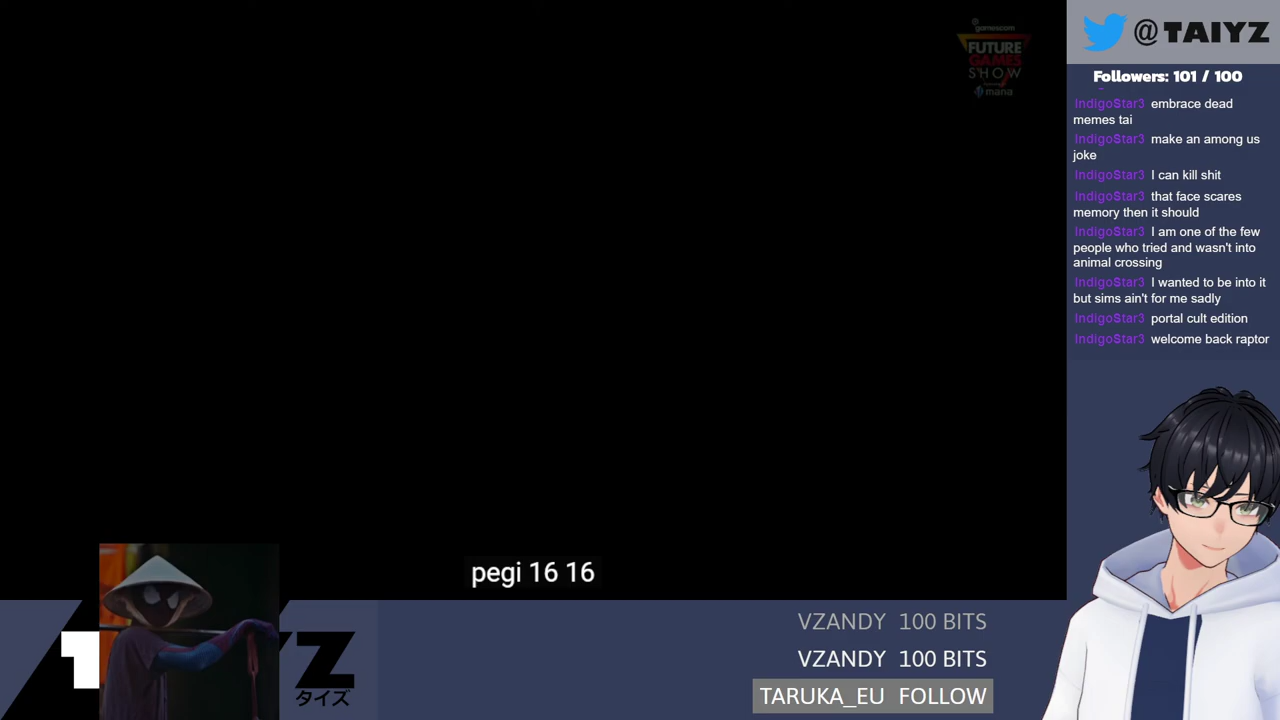 gamescom
FUTURE
GAMES
SHOW
mana
@TAIYZ
Followers: 101 / 100
IndigoStar3 embrace dead
memes tai
IndigoStar3 make an among us
joke
IndigoStar3 I can kill shit
IndigoStar3 that face scares
memory then it should
IndigoStar3 I am one of the few
people who tried and wasn't into
animal crossing
IndigoStar3 I wanted to be into it
but sims ain't for me sadly
IndigoStar3 portal cult edition
IndigoStar3 welcome back raptor
pegi 16 16
VZANDY 100 BITS
VZANDY 100 BITS
TARUKA_EU FOLLOW
タイズ